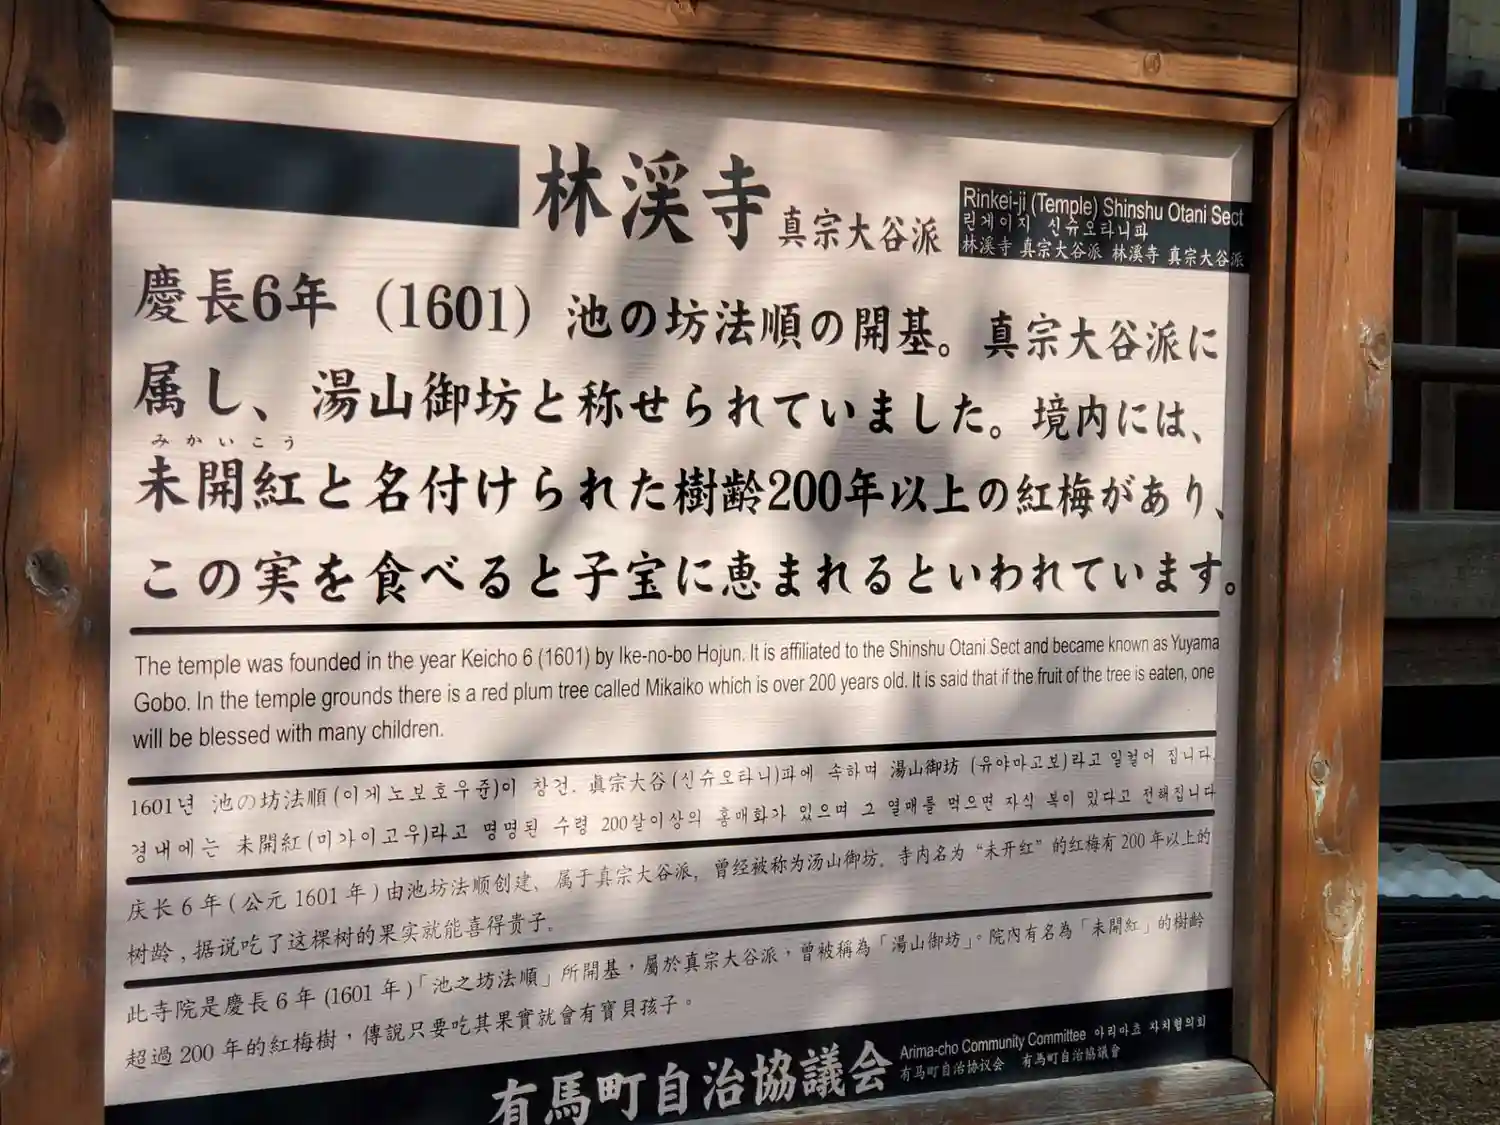 林渓寺 真宗大谷派
Rinkei-ji (Temple) Shinshu Otani Sect
린게이지 신슈오타니파
林溪寺 真宗大谷派 林溪寺 真宗大谷派
慶長6年（1601）池の坊法順の開基。真宗大谷派に
属し、湯山御坊と称せられていました。境内には、
みかいこう
未開紅と名付けられた樹齢200年以上の紅梅があり、
この実を食べると子宝に恵まれるといわれています。
The temple was founded in the year Keicho 6 (1601) by Ike-no-bo Hojun. It is affiliated to the Shinshu Otani Sect and became known as Yuyama
Gobo. In the temple grounds there is a red plum tree called Mikaiko which is over 200 years old. It is said that if the fruit of the tree is eaten, one
will be blessed with many children.
1601년 池の坊法順(이게노보호우쥰)이 창건. 眞宗大谷(신슈오타니)파에 속하며 湯山御坊 (유야마고보)라고 일컬어 집니다.
경내에는 未開紅(미가이고우)라고 명명된 수령 200살이상의 홍매화가 있으며 그 열매를 먹으면 자식 복이 있다고 전해집니다
庆长 6 年 ( 公元 1601 年 ) 由池坊法顺创建、属于真宗大谷派，曾经被称为汤山御坊。寺内名为“未开红”的红梅有 200 年以上的
树龄 , 据说吃了这棵树的果实就能喜得贵子。
此寺院是慶長 6 年 (1601 年 )「池之坊法順」所開基，屬於真宗大谷派，曾被稱為「湯山御坊」。院內有名為「未開紅」的樹齡
超過 200 年的紅梅樹，傳說只要吃其果實就會有寶貝孩子。
有馬町自治協議会
Arima-cho Community Committee 아리마쵸 자치협의회
有馬町自治协议会 有馬町自治協議會